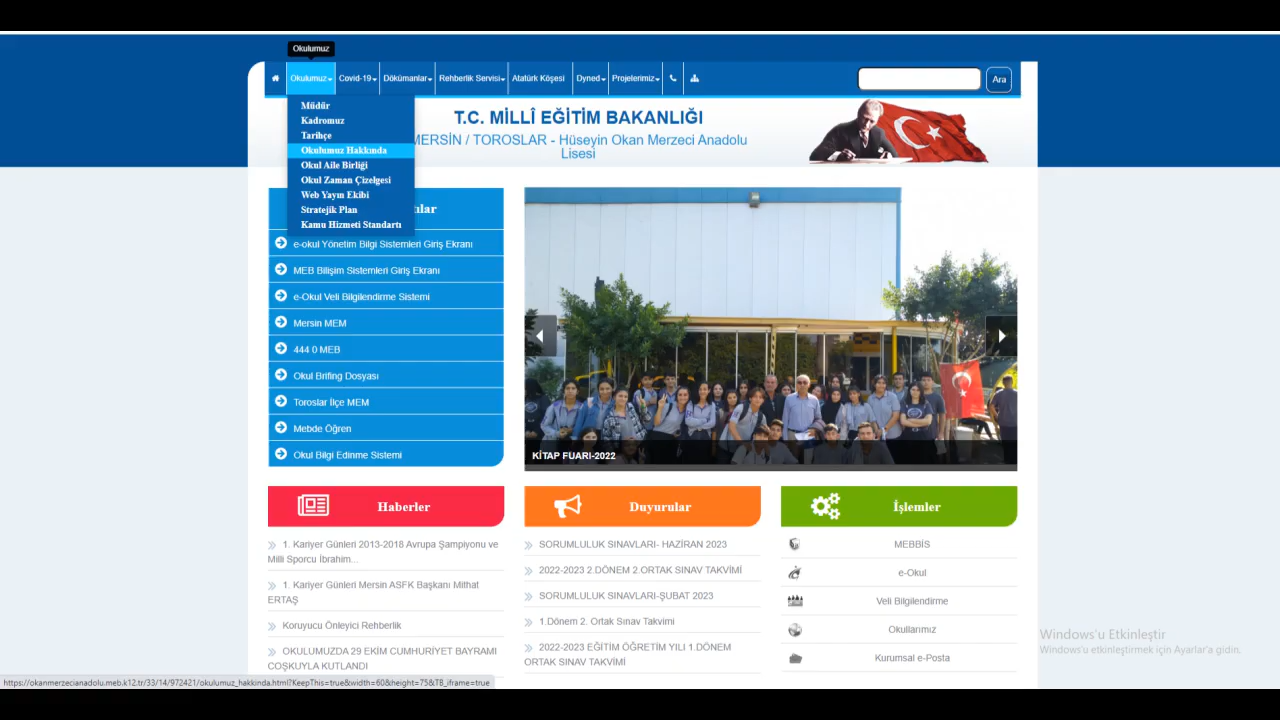 Okulumuz
Okulumuz
Covid-19
Dökümanlar
Rehberlik Servisi
Atatürk Köşesi
Dyned
Projelerimiz
Ara
Müdür
Kadromuz
Tarihçe
Okulumuz Hakkında
Okul Aile Birliği
Okul Zaman Çizelgesi
Web Yayın Ekibi
Stratejik Plan
Kamu Hizmeti Standartı
T.C. MİLLÎ EĞİTİM BAKANLIĞI
MERSİN / TOROSLAR - Hüseyin Okan Merzeci Anadolu
Lisesi
ılar
e-okul Yönetim Bilgi Sistemleri Giriş Ekranı
MEB Bilişim Sistemleri Giriş Ekranı
e-Okul Veli Bilgilendirme Sistemi
Mersin MEM
444 0 MEB
Okul Brifing Dosyası
Toroslar İlçe MEM
Mebde Öğren
Okul Bilgi Edinme Sistemi
KİTAP FUARI-2022
Haberler
1. Kariyer Günleri 2013-2018 Avrupa Şampiyonu ve
Milli Sporcu İbrahim...
1. Kariyer Günleri Mersin ASFK Başkanı Mithat
ERTAŞ
Koruyucu Önleyici Rehberlik
OKULUMUZDA 29 EKİM CUMHURİYET BAYRAMI
COŞKUYLA KUTLANDI
Duyurular
SORUMLULUK SINAVLARI- HAZİRAN 2023
2022-2023 2.DÖNEM 2.ORTAK SINAV TAKVİMİ
SORUMLULUK SINAVLARI-ŞUBAT 2023
1.Dönem 2. Ortak Sınav Takvimi
2022-2023 EĞİTİM ÖĞRETİM YILI 1.DÖNEM
ORTAK SINAV TAKVİMİ
İşlemler
MEBBİS
e-Okul
Veli Bilgilendirme
Okullarımız
Kurumsal e-Posta
Windows'u Etkinleştir
Windows'u etkinleştirmek için Ayarlar'a gidin.
https://okanmerzecianadolu.meb.k12.tr/33/14/972421/okulumuz_hakkinda.html?KeepThis=true&width=60&height=75&TB_iframe=true